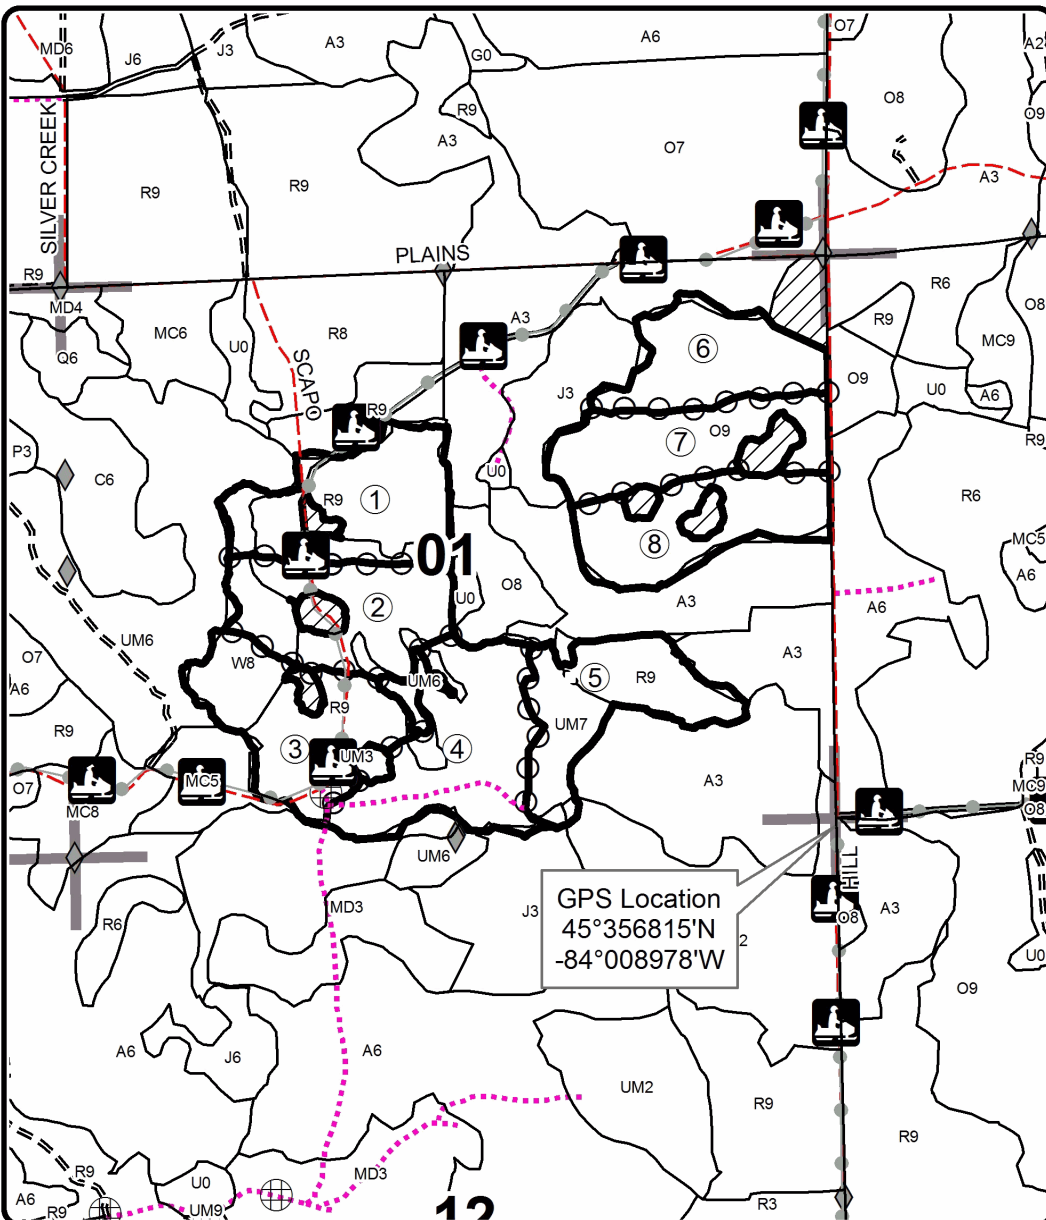 O7
MD6
J6
J3
A3
G0
A6
A2
O8
O9
R9
A3
O7
SILVER CREEK
R9
R9
A3
PLAINS
R9
MD4
Q6
MC6
U0
R8
A3
R6
O8
R9
MC9
⑥
SCAPO
J3
O9
U0
A6
R9
P3
C6
⑦
O9
R9
U0
R9
①
R6
01
⑧
MC5
A6
O8
U0
②
A3
A6
UM6
O7
A6
W8
A3
UM6
⑤
R9
R9
R9
UM7
③
UM3
④
A3
R9
O7
MC8
MC5
MC9
O8
UM6
HILL
GPS Location
45°356815'N
-84°008978'W
R6
MD3
J3
2
O8
A3
U0
O9
A6
J6
A6
UM2
R9
R9
R9
MD3
A6
R9
U0
UM9
12
R3